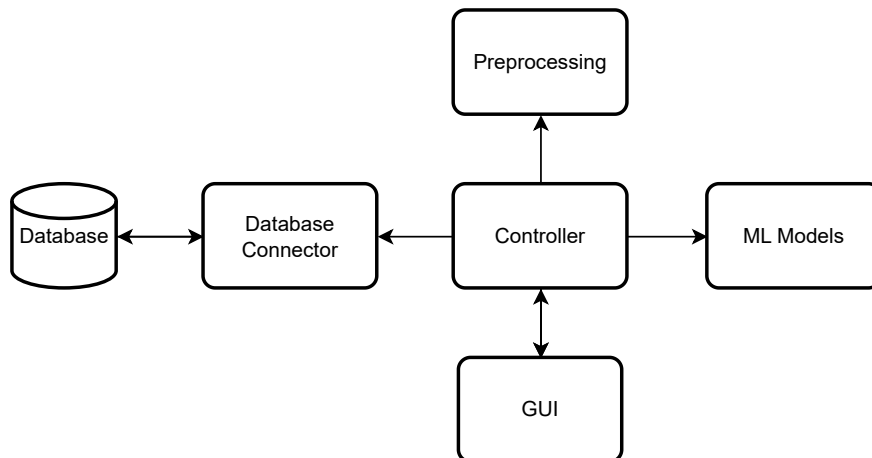 Preprocessing
Database
Database
Connector
Controller
ML Models
GUI